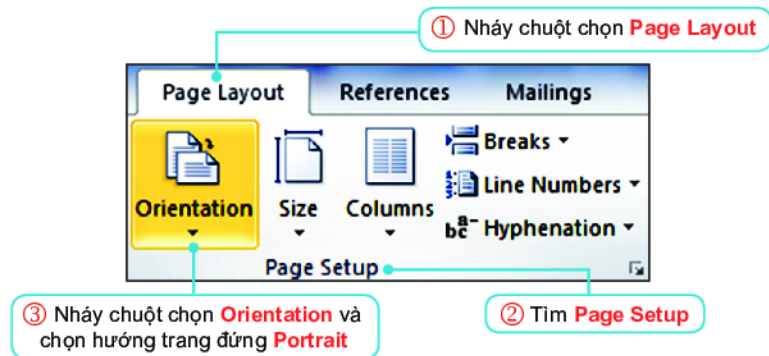 ① Nháy chuột chọn Page Layout
Page Layout References Mailings
Breaks
Line Numbers
Orientation Size Columns
Hyphenation
Page Setup
③ Nháy chuột chọn Orientation và
chọn hướng trang đứng Portrait
② Tìm Page Setup